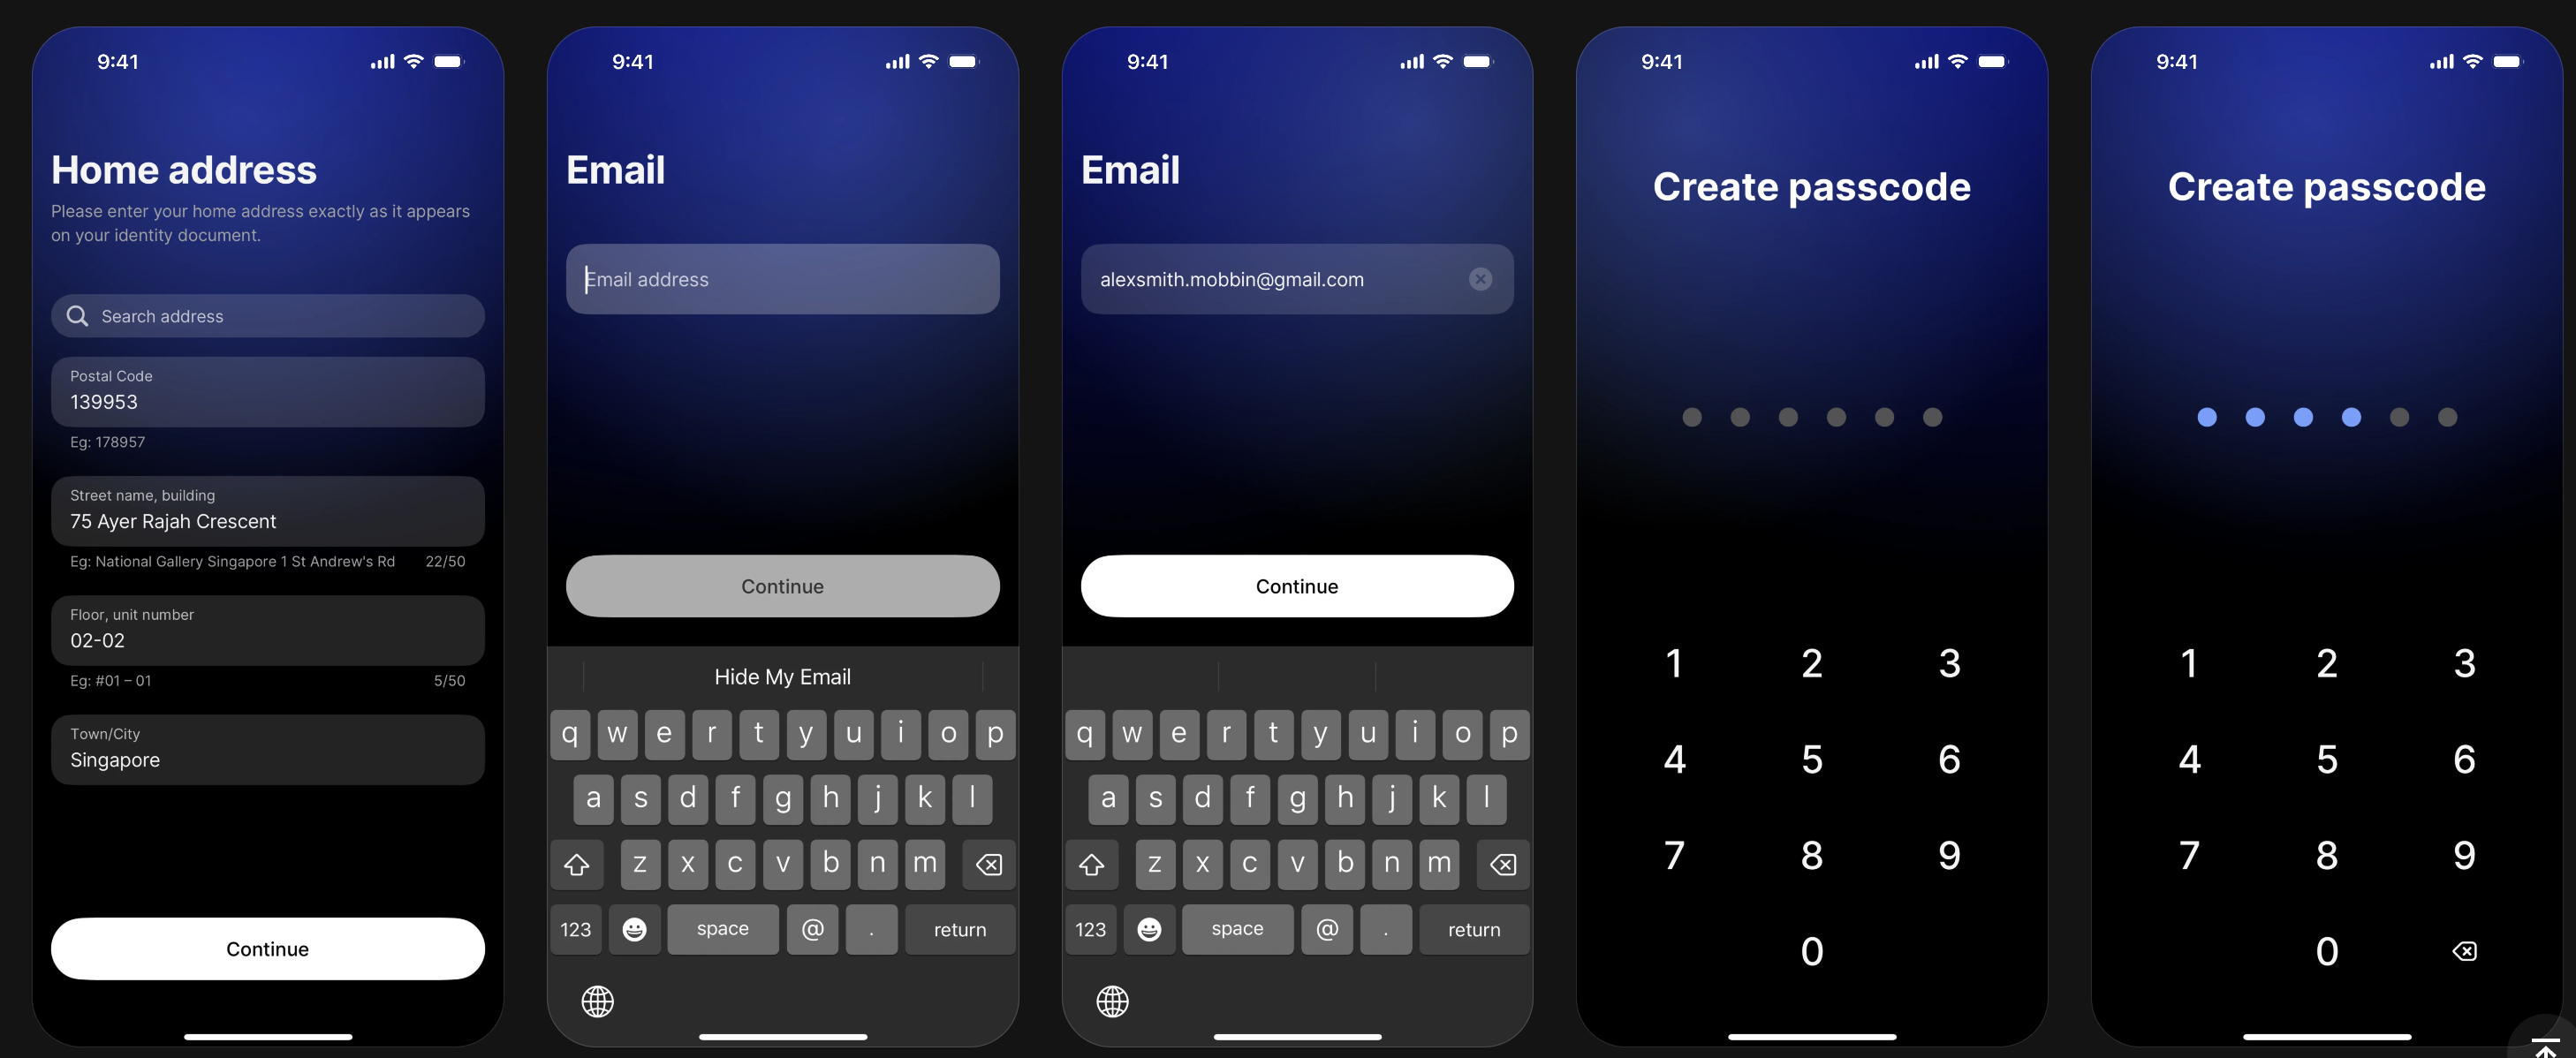 9:41
Home address
Please enter your home address exactly as it appears
on your identity document.
Search address
Postal Code
139953
Eg: 178957
Street name, building
75 Ayer Rajah Crescent
Eg: National Gallery Singapore 1 St Andrew's Rd 22/50
Floor, unit number
02-02
Eg: #01 – 01 5/50
Town/City
Singapore
Continue
9:41
Email
Email address
Continue
Hide My Email
q w e r t y u i o p
a s d f g h j k l
z x c v b n m
123 space @ . return
9:41
Email
alexsmith.mobbin@gmail.com
Continue
q w e r t y u i o p
a s d f g h j k l
z x c v b n m
123 space @ . return
9:41
Create passcode
1 2 3
4 5 6
7 8 9
0
9:41
Create passcode
1 2 3
4 5 6
7 8 9
0